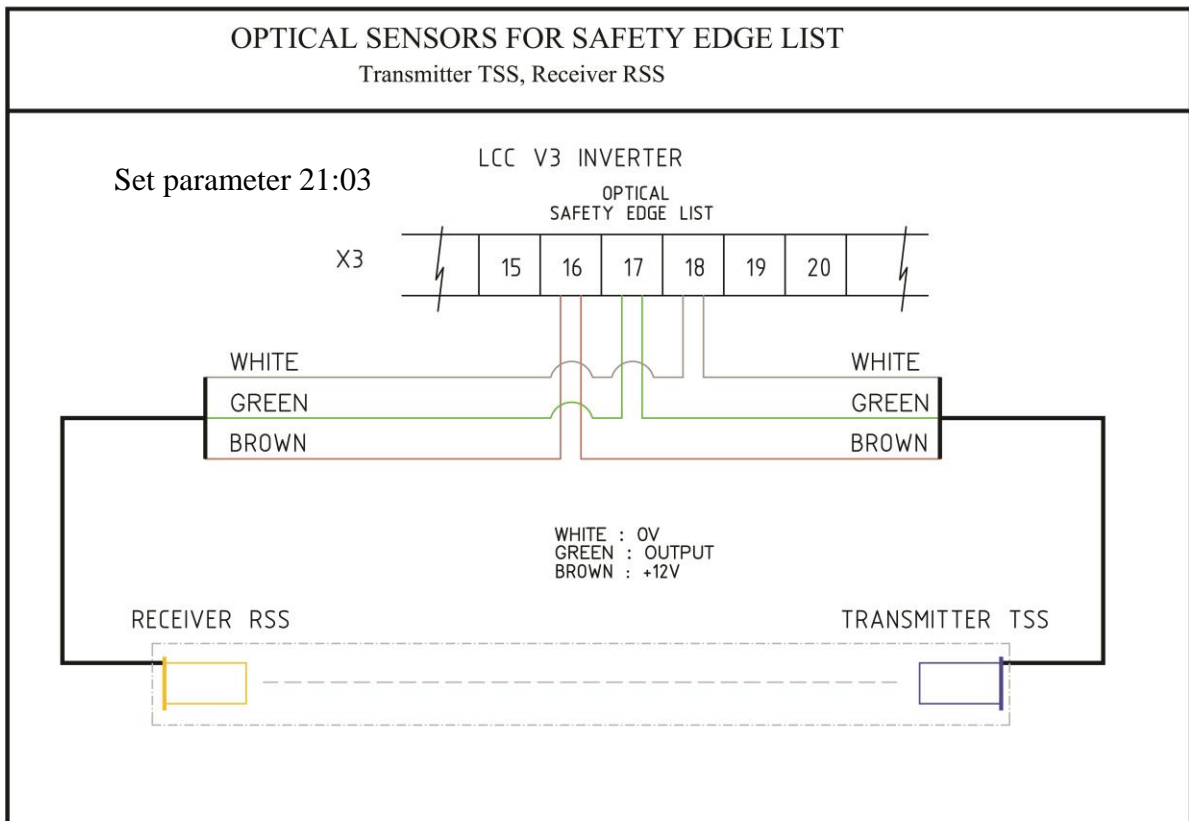 OPTICAL SENSORS FOR SAFETY EDGE LIST
Transmitter TSS, Receiver RSS
Set parameter 21:03
LCC V3 INVERTER
OPTICAL
SAFETY EDGE LIST
X3
15 16 17 18 19 20
WHITE WHITE
GREEN GREEN
BROWN BROWN
WHITE : 0V
GREEN : OUTPUT
BROWN : +12V
RECEIVER RSS TRANSMITTER TSS